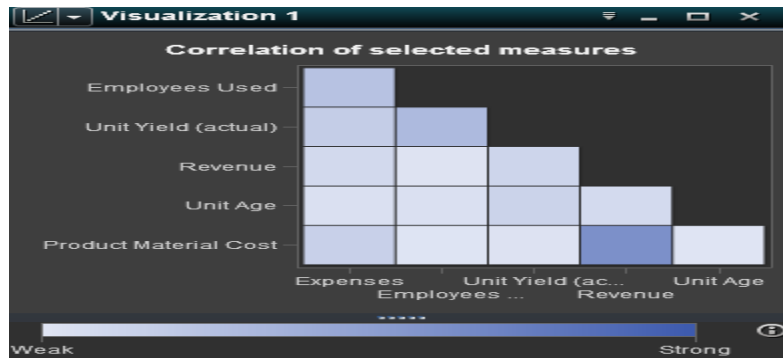 Visualization 1
Correlation of selected measures
Employees Used
Unit Yield (actual)
Revenue
Unit Age
Product Material Cost
Expenses Unit Yield (ac... Unit Age
Employees ... Revenue
Weak Strong